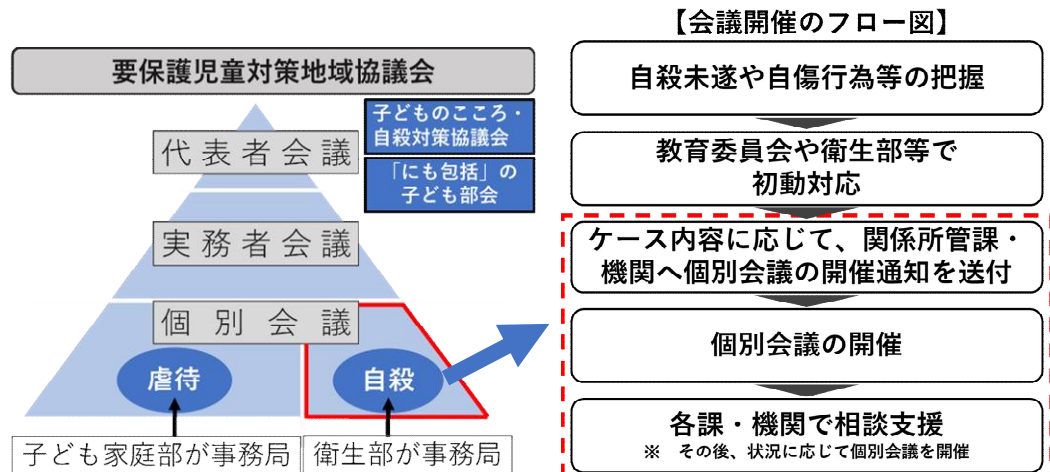 要保護児童対策地域協議会
代表者会議
子どものこころ・
自殺対策協議会
「にも包括」の
子ども部会
実務者会議
個別会議
虐待
自殺
子ども家庭部が事務局
衛生部が事務局
【会議開催のフロー図】
自殺未遂や自傷行為等の把握
教育委員会や衛生部等で
初動対応
ケース内容に応じて、関係所管課・
機関へ個別会議の開催通知を送付
個別会議の開催
各課・機関で相談支援
※　その後、状況に応じて個別会議を開催